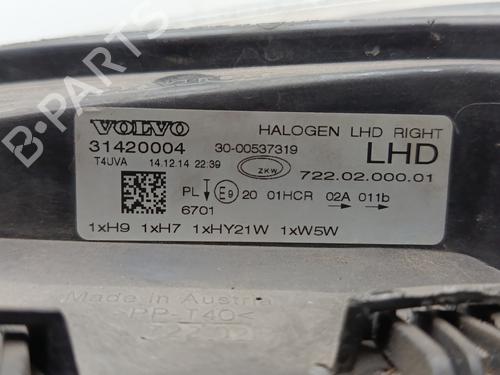 VOLVO HALOGEN LHD RIGHT
31420004 30-00537319 LHD
T4UVA 14.12.14 22:39 ZKW 722.02.000.01
PL E9 20 01HCR 02A 011b
6701
1xH9 1xH7 1xHY21W 1xW5W
Made in Austria
>PP-T40<